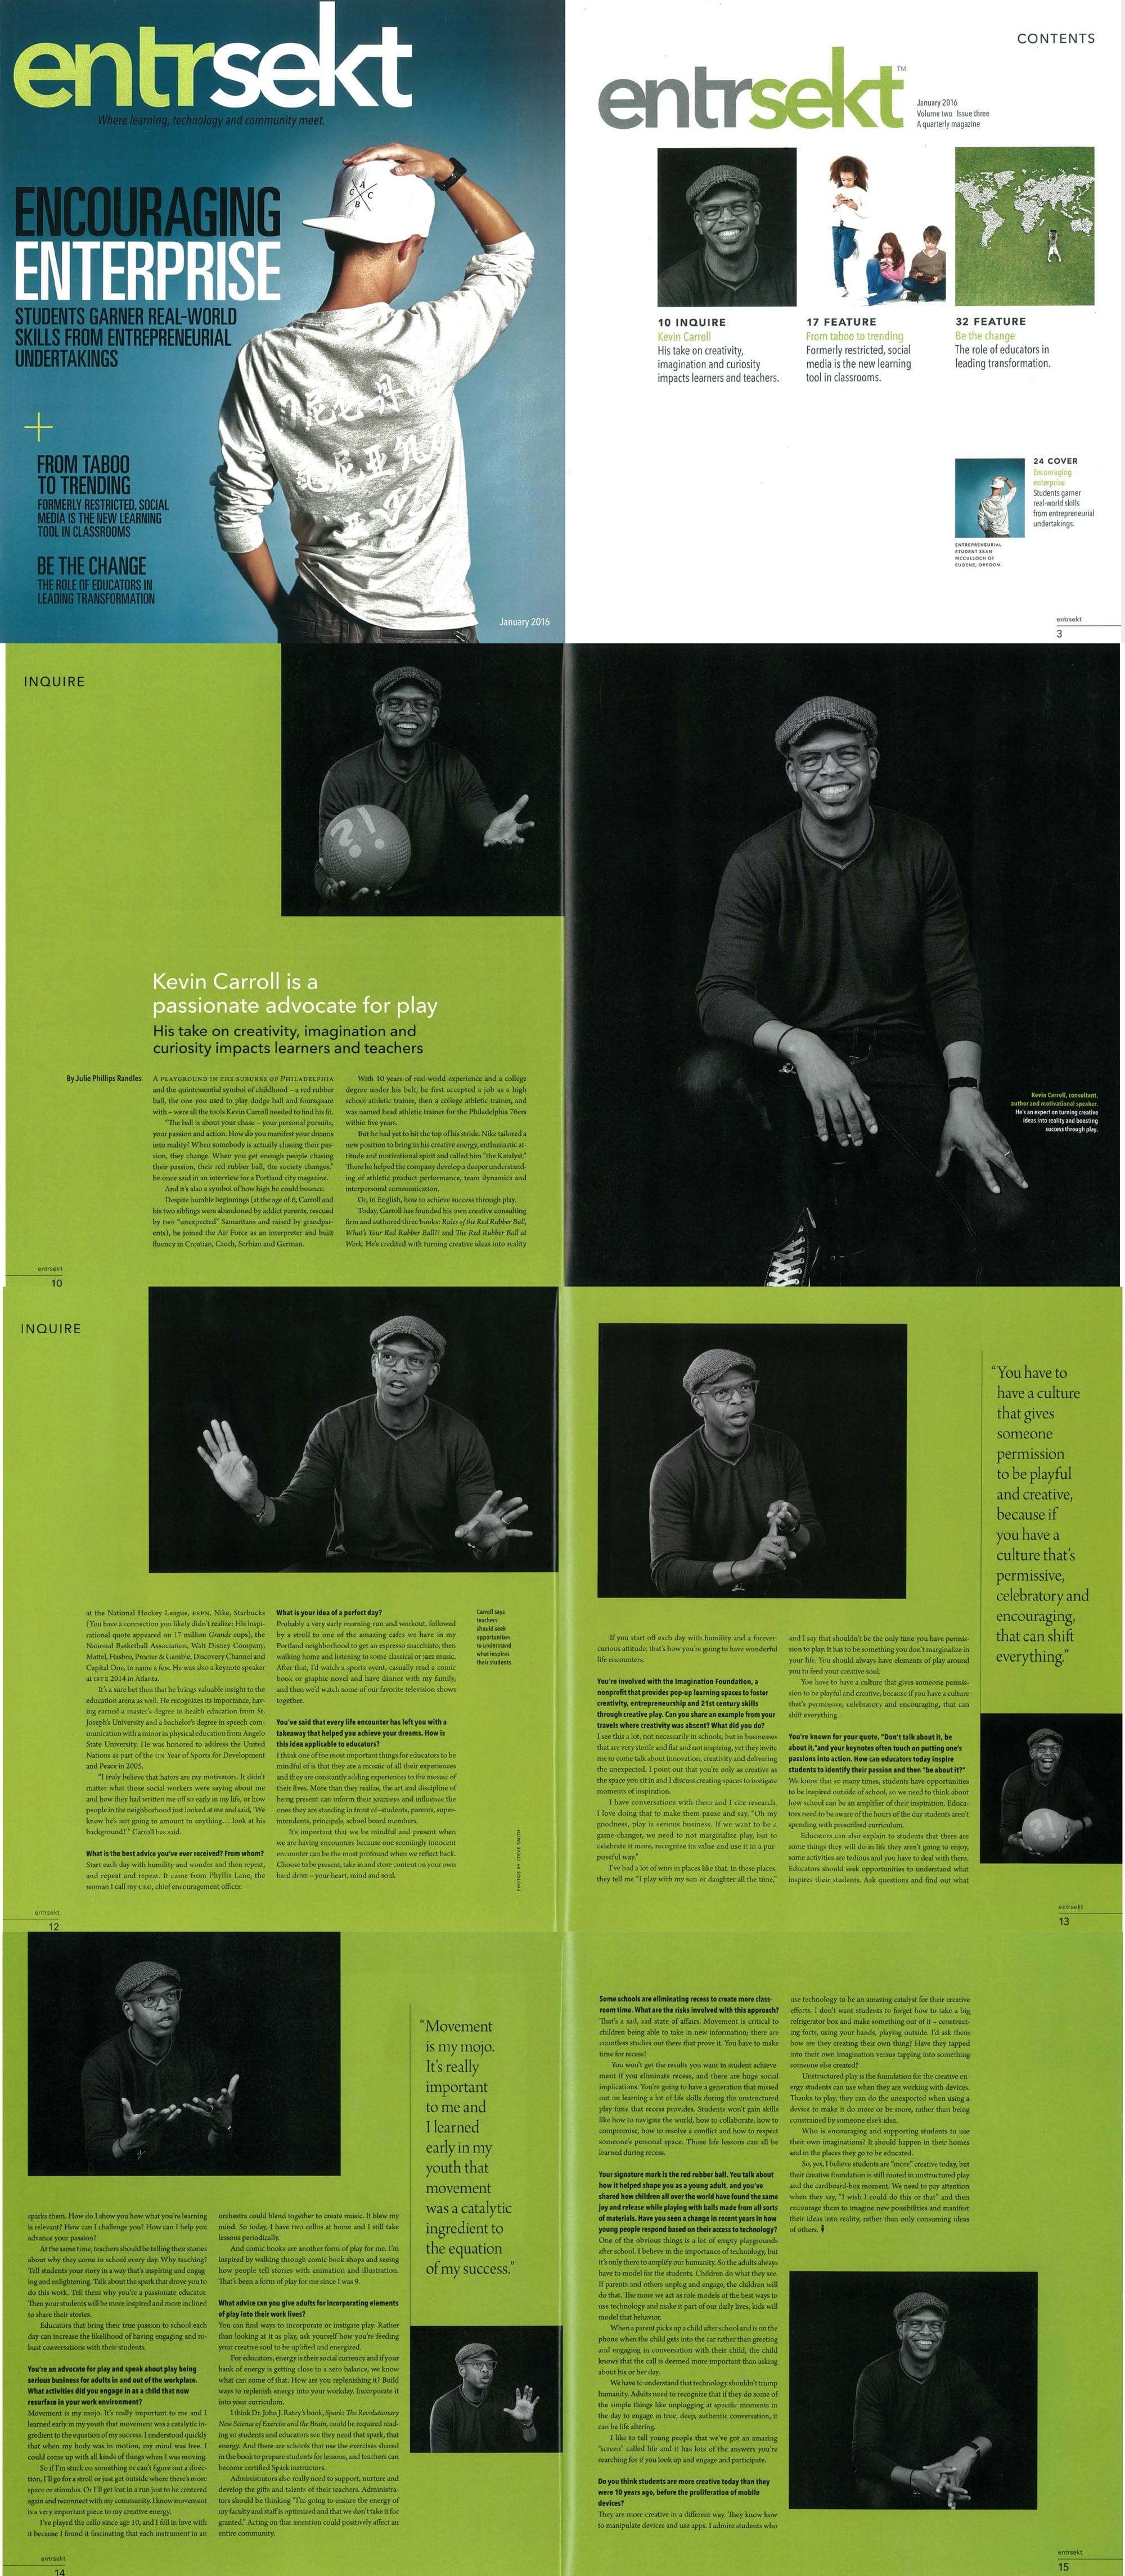 entrsekt
Where learning, technology and community meet.
ENCOURAGING
ENTERPRISE
STUDENTS GARNER REAL-WORLD
SKILLS FROM ENTREPRENEURIAL
UNDERTAKINGS
+
FROM TABOO
TO TRENDING
FORMERLY RESTRICTED, SOCIAL
MEDIA IS THE NEW LEARNING
TOOL IN CLASSROOMS
BE THE CHANGE
THE ROLE OF EDUCATORS IN
LEADING TRANSFORMATION
January 2016
CONTENTS
entrsekt™
January 2016
Volume two Issue three
A quarterly magazine
10 INQUIRE
Kevin Carroll
His take on creativity,
imagination and curiosity
impacts learners and teachers.
17 FEATURE
From taboo to trending
Formerly restricted, social
media is the new learning
tool in classrooms.
32 FEATURE
Be the change
The role of educators in
leading transformation.
24 COVER
Encouraging
enterprise
Students garner
real-world skills
from entrepreneurial
undertakings.
ENTREPRENEURIAL
STUDENT SEAN
MCCULLOCH OF
EUGENE, OREGON.
entrsekt
3
INQUIRE
?!
Kevin Carroll is a
passionate advocate for play
His take on creativity, imagination and
curiosity impacts learners and teachers
By Julie Phillips Randles
A PLAYGROUND IN THE SUBURBS OF PHILADELPHIA
and the quintessential symbol of childhood – a red rubber
ball, the one you used to play dodge ball and foursquare
with – were all the tools Kevin Carroll needed to find his fit.
"The ball is about your chase – your personal pursuits,
your passion and action. How do you manifest your dreams
into reality? When somebody is actually chasing their pas-
sion, they change. When you get enough people chasing
their passion, their red rubber ball, the society changes,"
he once said in an interview for a Portland city magazine.
And it's also a symbol of how high he could bounce.
Despite humble beginnings (at the age of 6, Carroll and
his two siblings were abandoned by addict parents, rescued
by two "unexpected" Samaritans and raised by grandpar-
ents), he joined the Air Force as an interpreter and built
fluency in Croatian, Czech, Serbian and German.
With 10 years of real-world experience and a college
degree under his belt, he first accepted a job as a high
school athletic trainer, then a college athletic trainer, and
was named head athletic trainer for the Philadelphia 76ers
within five years.
But he had yet to hit the top of his stride. Nike tailored a
new position to bring in his creative energy, enthusiastic at-
titude and motivational spirit and called him "the Katalyst."
There he helped the company develop a deeper understand-
ing of athletic product performance, team dynamics and
interpersonal communication.
Or, in English, how to achieve success through play.
Today, Carroll has founded his own creative consulting
firm and authored three books: Rules of the Red Rubber Ball,
What's Your Red Rubber Ball?! and The Red Rubber Ball at
Work. He's credited with turning creative ideas into reality
entrsekt
10
Kevin Carroll, consultant,
author and motivational speaker.
He's an expert on turning creative
ideas into reality and boosting
success through play.
INQUIRE
at the National Hockey League, ESPN, Nike, Starbucks
(You have a connection you likely didn't realize: His inspi-
rational quote appeared on 17 million Grande cups), the
National Basketball Association, Walt Disney Company,
Mattel, Hasbro, Procter & Gamble, Discovery Channel and
Capital One, to name a few. He was also a keynote speaker
at ISTE 2014 in Atlanta.
It's a sure bet then that he brings valuable insight to the
education arena as well. He recognizes its importance, hav-
ing earned a master's degree in health education from St.
Joseph's University and a bachelor's degree in speech com-
munication with a minor in physical education from Angelo
State University. He was honored to address the United
Nations as part of the UN Year of Sports for Development
and Peace in 2005.
"I truly believe that haters are my motivators. It didn't
matter what those social workers were saying about me
and how they had written me off so early in my life, or how
people in the neighborhood just looked at me and said, 'We
know he's not going to amount to anything… look at his
background!'" Carroll has said.
What is the best advice you've ever received? From whom?
Start each day with humility and wonder and then repeat,
and repeat and repeat. It came from Phyllis Lane, the
woman I call my CEO, chief encouragement officer.
What is your idea of a perfect day?
Probably a very early morning run and workout, followed
by a stroll to one of the amazing cafes we have in my
Portland neighborhood to get an espresso macchiato, then
walking home and listening to some classical or jazz music.
After that, I'd watch a sports event, casually read a comic
book or graphic novel and have dinner with my family,
and then we'd watch some of our favorite television shows
together.
You've said that every life encounter has left you with a
takeaway that helped you achieve your dreams. How is
this idea applicable to educators?
I think one of the most important things for educators to be
mindful of is that they are a mosaic of all their experiences
and they are constantly adding experiences to the mosaic of
their lives. More than they realize, the art and discipline of
being present can inform their journeys and influence the
ones they are standing in front of–students, parents, super-
intendents, principals, school board members.
It's important that we be mindful and present when
we are having encounters because one seemingly innocent
encounter can be the most profound when we reflect back.
Choose to be present, take in and store content on your own
hard drive – your heart, mind and soul.
Carroll says
teachers
should seek
opportunities
to understand
what inspires
their students.
PHOTOS BY STEVE SMITH
entrsekt
12
If you start off each day with humility and a forever-
curious attitude, that's how you're going to have wonderful
life encounters.
You're involved with the Imagination Foundation, a
nonprofit that provides pop-up learning spaces to foster
creativity, entrepreneurship and 21st century skills
through creative play. Can you share an example from your
travels where creativity was absent? What did you do?
I see this a lot, not necessarily in schools, but in businesses
that are very sterile and flat and not inspiring, yet they invite
me to come talk about innovation, creativity and delivering
the unexpected. I point out that you're only as creative as
the space you sit in and I discuss creating spaces to instigate
moments of inspiration.
I have conversations with them and I cite research.
I love doing that to make them pause and say, "Oh my
goodness, play is serious business. If we want to be a
game-changer, we need to not marginalize play, but to
celebrate it more, recognize its value and use it in a pur-
poseful way."
I've had a lot of wins in places like that. In these places,
they tell me "I play with my son or daughter all the time,"
and I say that shouldn't be the only time you have permis-
sion to play. It has to be something you don't marginalize in
your life. You should always have elements of play around
you to feed your creative soul.
You have to have a culture that gives someone permis-
sion to be playful and creative, because if you have a culture
that's permissive, celebratory and encouraging, that can
shift everything.
You're known for your quote, "Don't talk about it, be
about it," and your keynotes often touch on putting one's
passions into action. How can educators today inspire
students to identify their passion and then "be about it?"
We know that so many times, students have opportunities
to be inspired outside of school, so we need to think about
how school can be an amplifier of their inspiration. Educa-
tors need to be aware of the hours of the day students aren't
spending with prescribed curriculum.
Educators can also explain to students that there are
some things they will do in life they aren't going to enjoy,
some activities are tedious and you have to deal with them.
Educators should seek opportunities to understand what
inspires their students. Ask questions and find out what
"You have to
have a culture
that gives
someone
permission
to be playful
and creative,
because if
you have a
culture that's
permissive,
celebratory and
encouraging,
that can shift
everything."
entrsekt
13
sparks them. How do I show you how what you're learning
is relevant? How can I challenge you? How can I help you
advance your passion?
At the same time, teachers should be telling their stories
about why they come to school every day. Why teaching?
Tell students your story in a way that's inspiring and engag-
ing and enlightening. Talk about the spark that drove you to
do this work. Tell them why you're a passionate educator.
Then your students will be more inspired and more inclined
to share their stories.
Educators that bring their true passion to school each
day can increase the likelihood of having engaging and ro-
bust conversations with their students.
You're an advocate for play and speak about play being
serious business for adults in and out of the workplace.
What activities did you engage in as a child that now
resurface in your work environment?
Movement is my mojo. It's really important to me and I
learned early in my youth that movement was a catalytic in-
gredient to the equation of my success. I understood quickly
that when my body was in motion, my mind was free. I
could come up with all kinds of things when I was moving.
So if I'm stuck on something or can't figure out a direc-
tion, I'll go for a stroll or just get outside where there's more
space or stimulus. Or I'll get lost in a run just to be centered
again and reconnect with my community. I know movement
is a very important piece to my creative energy.
I've played the cello since age 10, and I fell in love with
it because I found it fascinating that each instrument in an
orchestra could blend together to create music. It blew my
mind. So today, I have two cellos at home and I still take
lessons periodically.
And comic books are another form of play for me. I'm
inspired by walking through comic book shops and seeing
how people tell stories with animation and illustration.
That's been a form of play for me since I was 9.
What advice can you give adults for incorporating elements
of play into their work lives?
You can find ways to incorporate or instigate play. Rather
than looking at it as play, ask yourself how you're feeding
your creative soul to be uplifted and energized.
For educators, energy is their social currency and if your
bank of energy is getting close to a zero balance, we know
what can come of that. How are you replenishing it? Build
ways to replenish energy into your workday. Incorporate it
into your curriculum.
I think Dr. John J. Ratey's book, Spark: The Revolutionary
New Science of Exercise and the Brain, could be required read-
ing so students and educators see they need that spark, that
energy. And there are schools that use the exercises shared
in the book to prepare students for lessons, and teachers can
become certified Spark instructors.
Administrators also really need to support, nurture and
develop the gifts and talents of their teachers. Administra-
tors should be thinking "I'm going to ensure the energy of
my faculty and staff is optimized and that we don't take it for
granted." Acting on that intention could positively affect an
entire community.
"Movement
is my mojo.
It's really
important
to me and
I learned
early in my
youth that
movement
was a catalytic
ingredient to
the equation
of my success."
entrsekt
14
Some schools are eliminating recess to create more class-
room time. What are the risks involved with this approach?
That's a sad, sad state of affairs. Movement is critical to
children being able to take in new information; there are
countless studies out there that prove it. You have to make
time for recess!
You won't get the results you want in student achieve-
ment if you eliminate recess, and there are huge social
implications. You're going to have a generation that missed
out on learning a lot of life skills during the unstructured
play time that recess provides. Students won't gain skills
like how to navigate the world, how to collaborate, how to
compromise, how to resolve a conflict and how to respect
someone's personal space. Those life lessons can all be
learned during recess.
Your signature mark is the red rubber ball. You talk about
how it helped shape you as a young adult, and you've
shared how children all over the world have found the same
joy and release while playing with balls made from all sorts
of materials. Have you seen a change in recent years in how
young people respond based on their access to technology?
One of the obvious things is a lot of empty playgrounds
after school. I believe in the importance of technology, but
it's only there to amplify our humanity. So the adults always
have to model for students. Children do what they see.
If parents and others unplug and engage, the children will
do that. The more we act as role models of the best ways to
use technology and make it part of our daily lives, kids will
model that behavior.
When a parent picks up a child after school and is on the
phone when the child gets into the car rather than greeting
and engaging in conversation with their child, the child
knows that the call is deemed more important than asking
about his or her day.
We have to understand that technology shouldn't trump
humanity. Adults need to recognize that if they do some of
the simple things like unplugging at specific moments in
the day to engage in true, deep, authentic conversation, it
can be life altering.
I like to tell young people that we've got an amazing
"screen" called life and it has lots of the answers you're
searching for if you look up and engage and participate.
Do you think students are more creative today than they
were 10 years ago, before the proliferation of mobile
devices?
They are more creative in a different way. They know how
to manipulate devices and use apps. I admire students who
use technology to be an amazing catalyst for their creative
efforts. I don't want students to forget how to take a big
refrigerator box and make something out of it – construct-
ing forts, using your hands, playing outside. I'd ask them
how are they creating their own thing? Have they tapped
into their own imagination versus tapping into something
someone else created?
Unstructured play is the foundation for the creative en-
ergy students can use when they are working with devices.
Thanks to play, they can do the unexpected when using a
device to make it do more or be more, rather than being
constrained by someone else's idea.
Who is encouraging and supporting students to use
their own imaginations? It should happen in their homes
and in the places they go to be educated.
So, yes, I believe students are "more" creative today, but
their creative foundation is still rooted in unstructured play
and the cardboard-box moment. We need to pay attention
when they say, "I wish I could do this or that" and then
encourage them to imagine new possibilities and manifest
their ideas into reality, rather than only consuming ideas
of others.
entrsekt
15